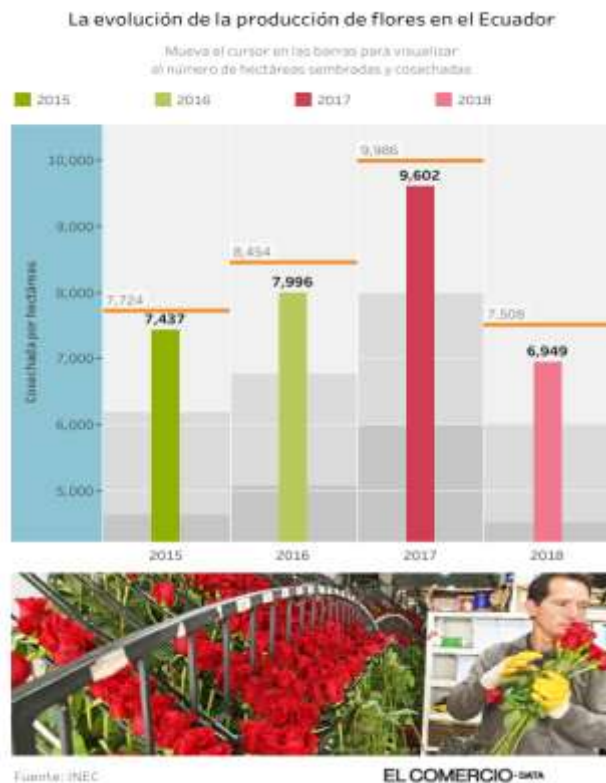 La evolución de la producción de flores en el Ecuador
Mueva el cursor en las barras para visualizar
el número de hectáreas sembradas y cosechadas
2015 2016 2017 2018
Cosechada por hectáreas
10,000
9,000
8,000
7,000
6,000
5,000
7,724
7,437
8,454
7,996
9,986
9,602
7,508
6,949
2015 2016 2017 2018
Fuente: INEC
EL COMERCIO-DATA